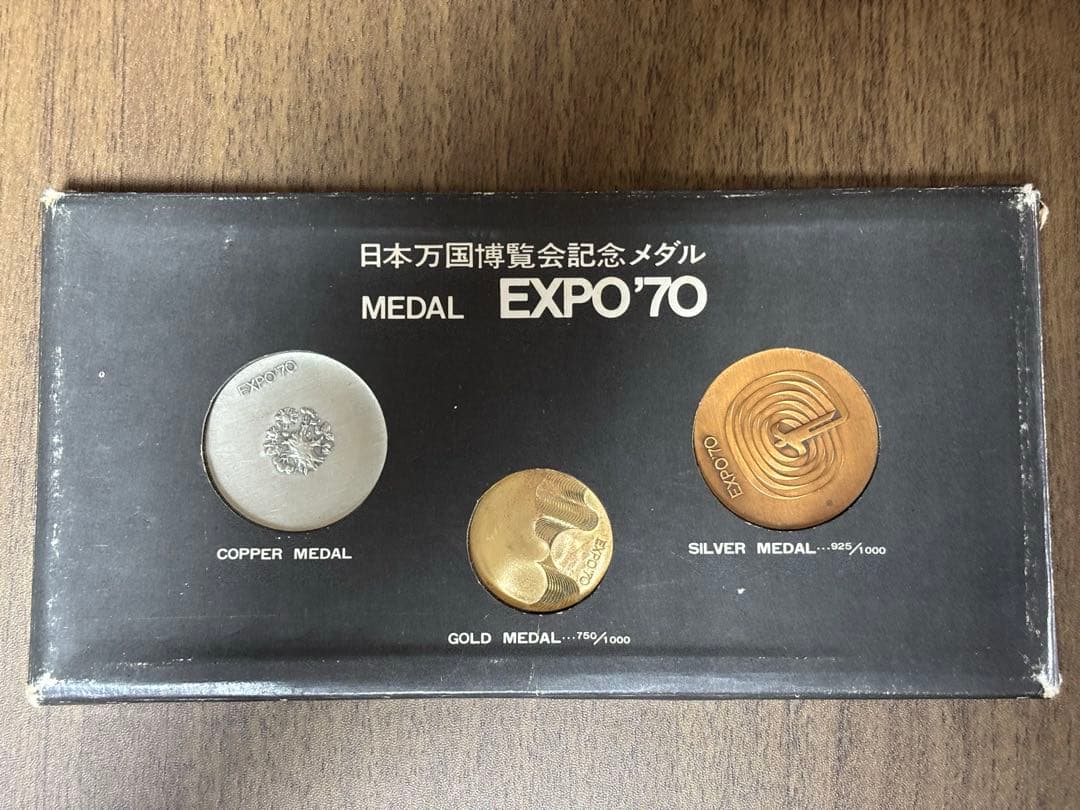 日本万国博覧会記念メダル
MEDAL EXPO'70
EXPO'70
EXPO'70
COPPER MEDAL
SILVER MEDAL…925/1000
EXPO'70
GOLD MEDAL…750/1000